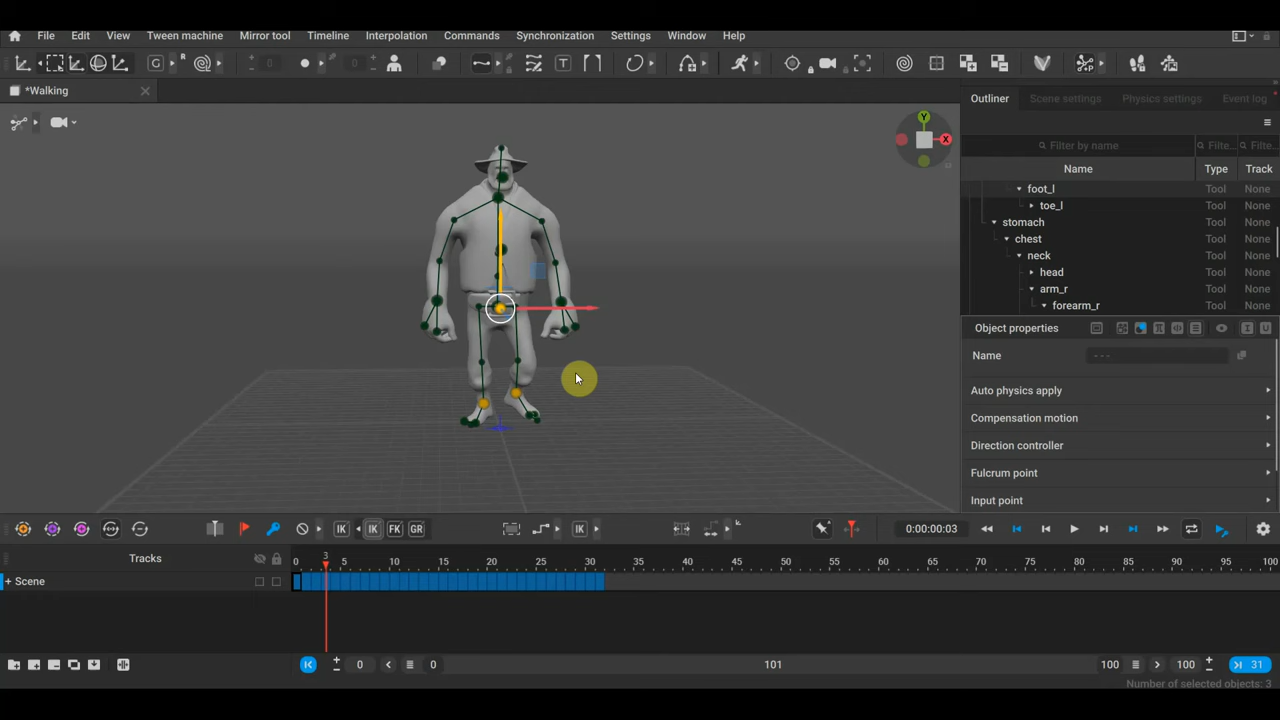 File Edit View Tween machine Mirror tool Timeline Interpolation Commands Synchronization Settings Window Help
G R 0 0 T P
*Walking
Outliner Scene settings Physics settings Event log
Y
X
Filter by name Filte... Filte...
Name Type Track
foot_l Tool None
toe_l Tool None
stomach Tool None
chest Tool None
neck Tool None
head Tool None
arm_r Tool None
forearm_r Tool None
Object properties
Name ---
Auto physics apply
Compensation motion
Direction controller
Fulcrum point
Input point
IK IK FK GR IK 0:00:00:03
Tracks
0 3 5 10 15 20 25 30 35 40 45 50 55 60 65 70 75 80 85 90 95 100
+ Scene
0 0 101 100 100 31
Number of selected objects: 3